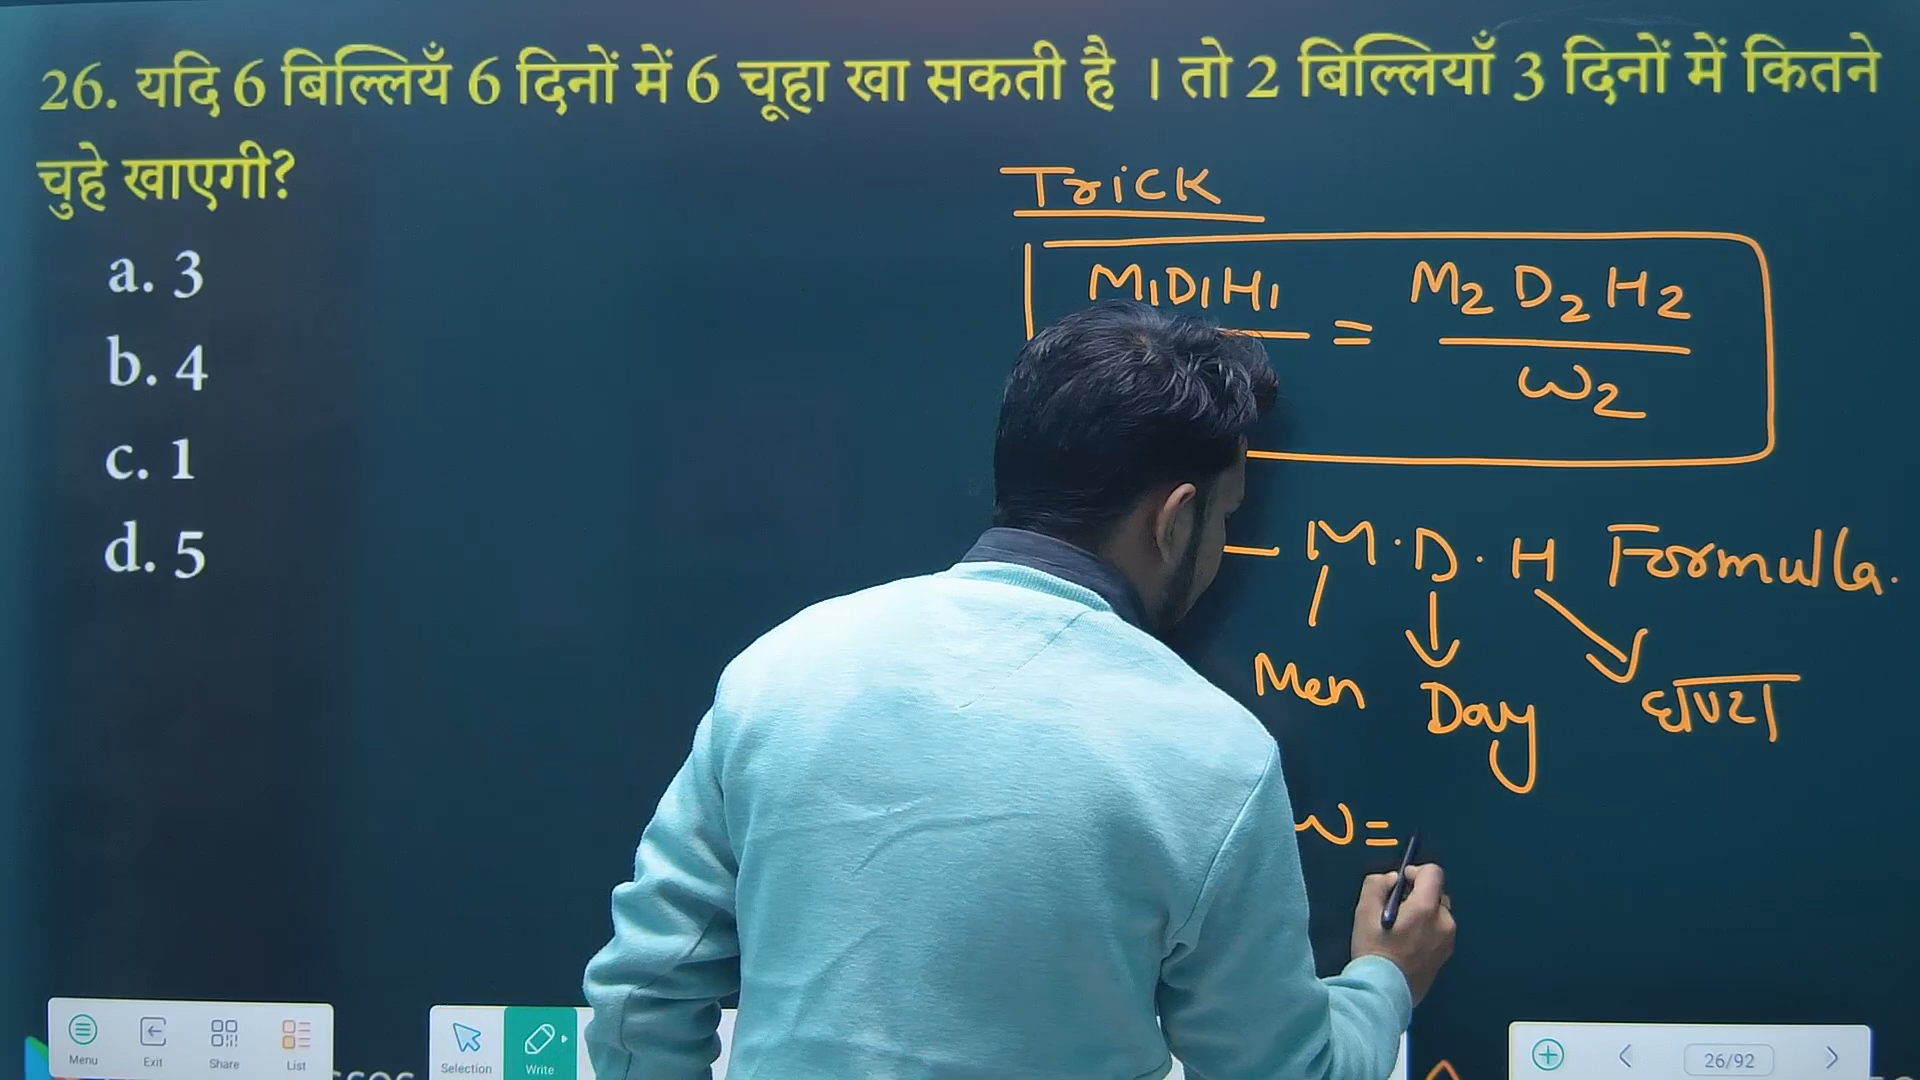 26. यदि 6 बिल्लियँ 6 दिनों में 6 चूहा खा सकती है । तो 2 बिल्लियाँ 3 दिनों में कितने
चुहे खाएगी?
a. 3
b. 4
c. 1
d. 5
Trick
M1D1H1 = M2 D2 H2
W2
M.D.H Formulla.
Men Day घण्टा
W=
Menu Exit Share List
Selection Write
26/92